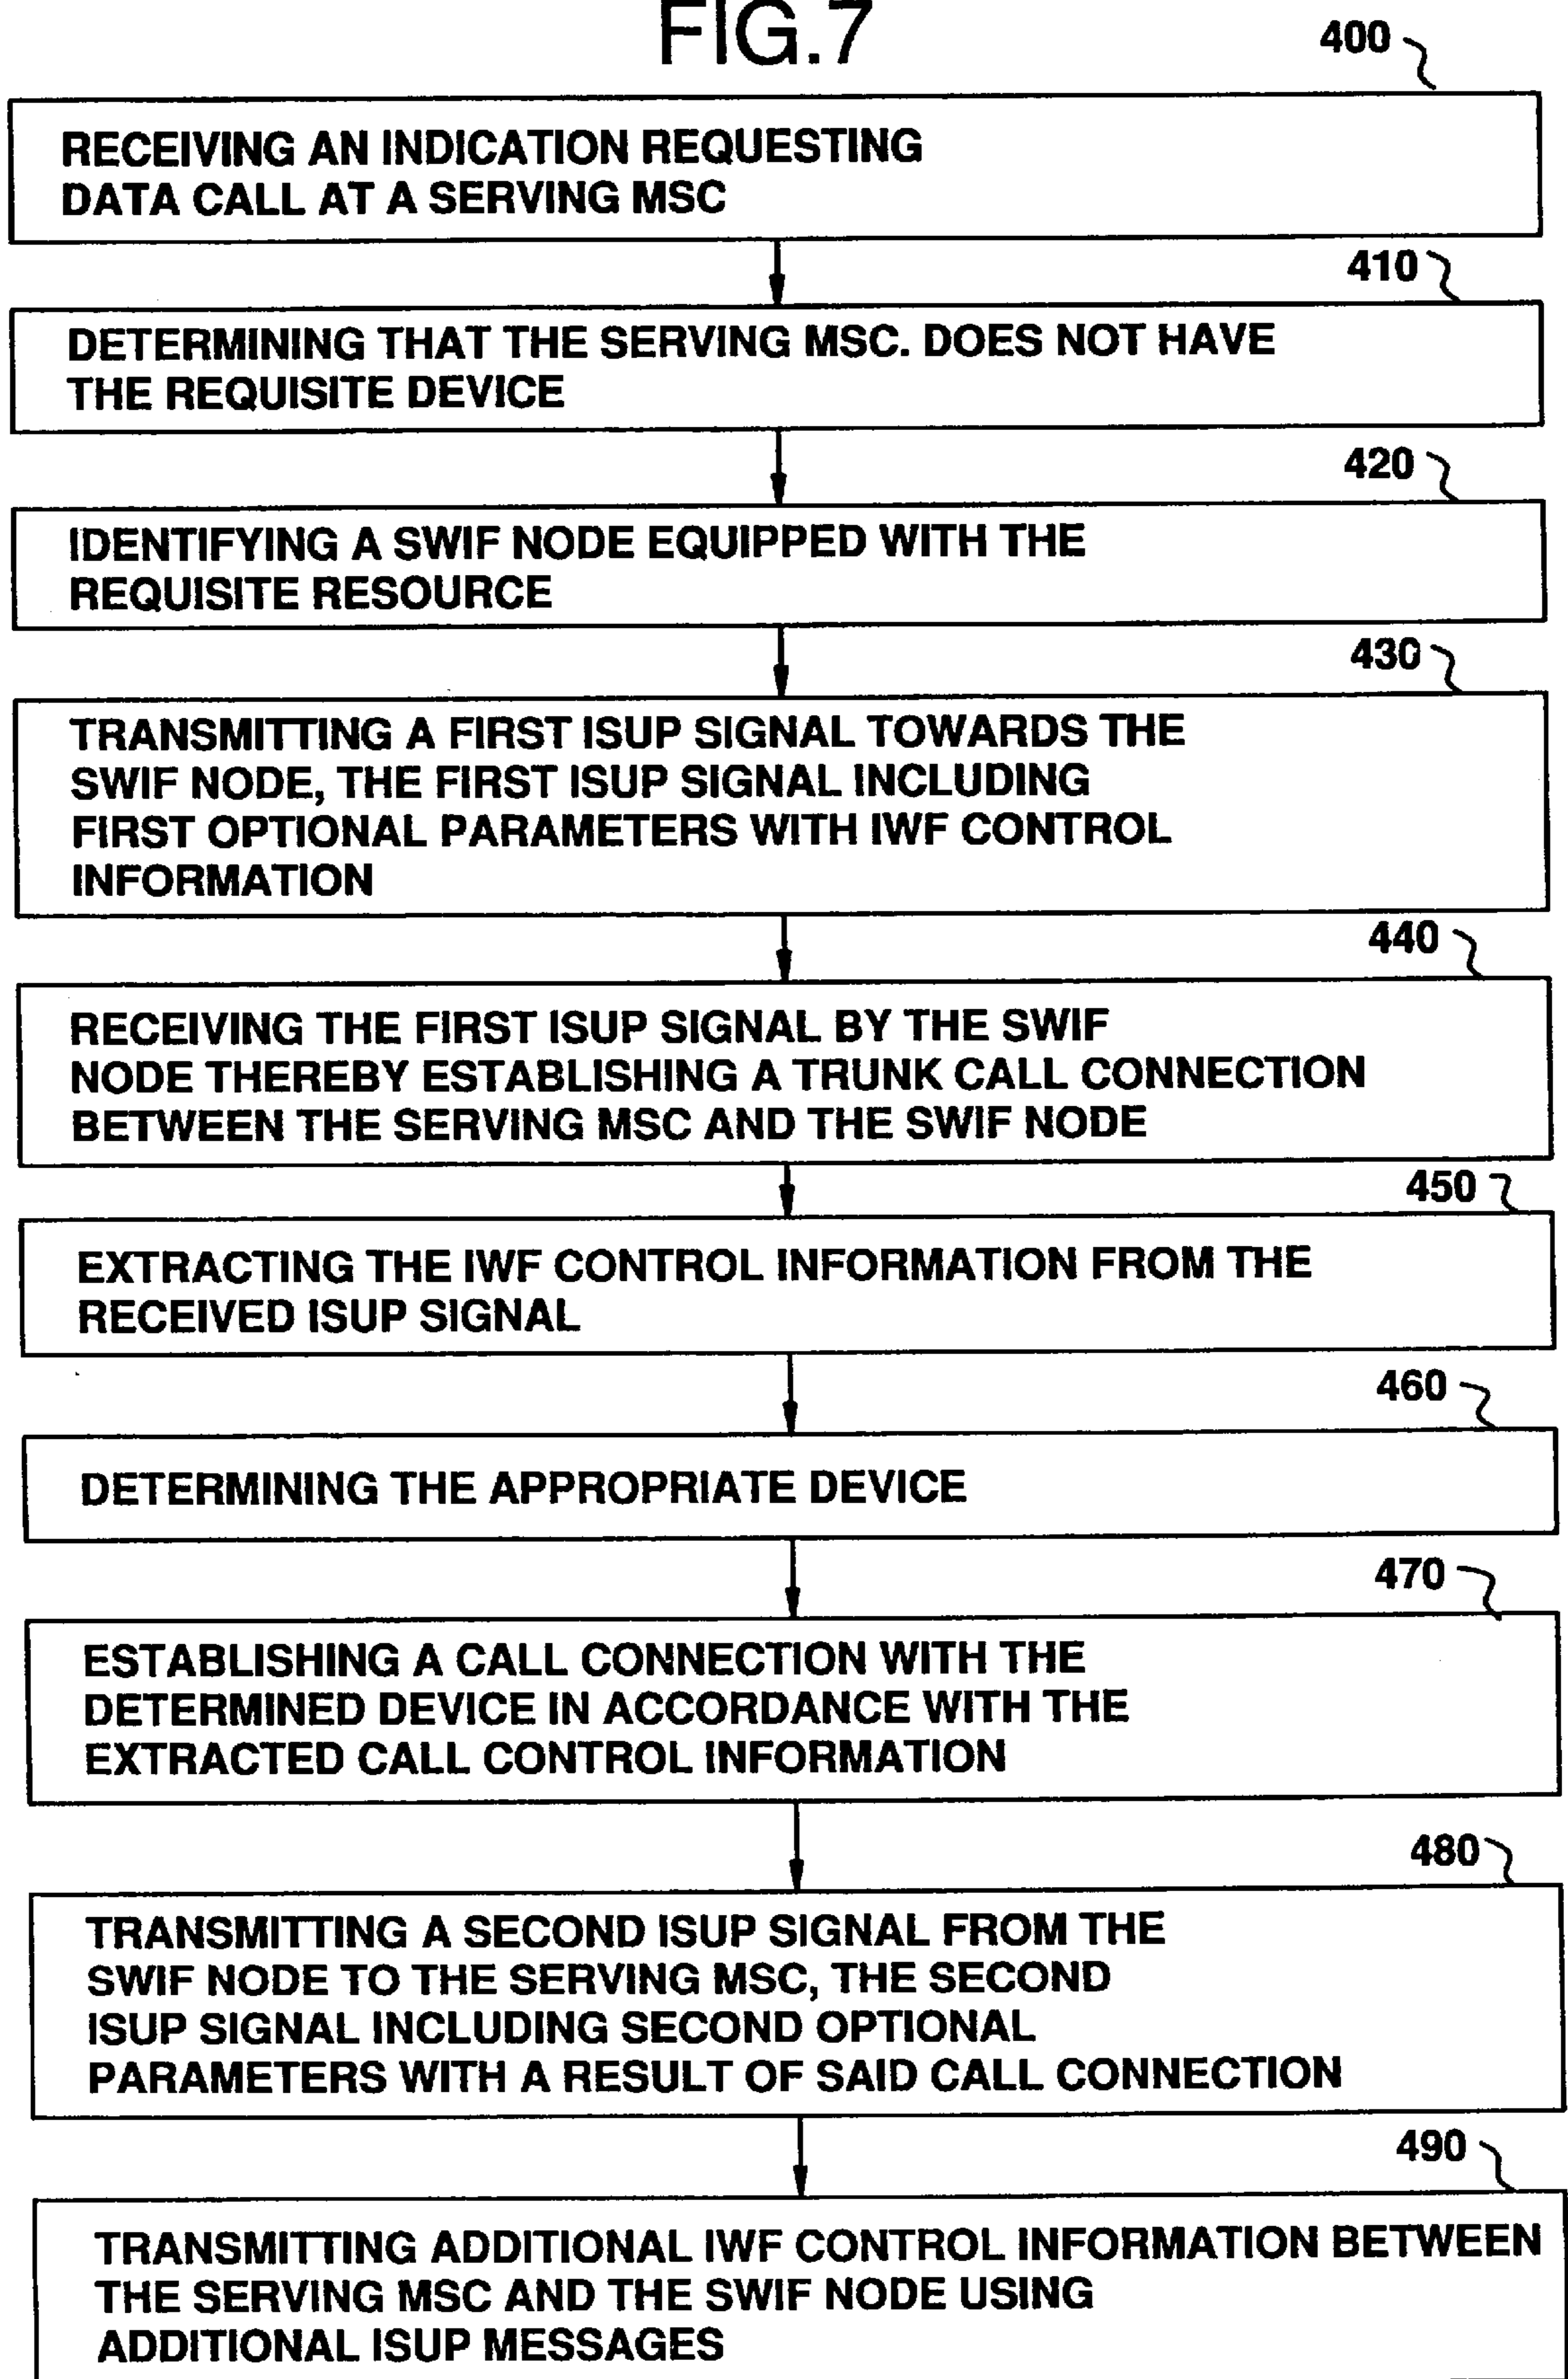 FIG.7
400
RECEIVING AN INDICATION REQUESTING
DATA CALL AT A SERVING MSC
410
DETERMINING THAT THE SERVING MSC. DOES NOT HAVE
THE REQUISITE DEVICE
420
IDENTIFYING A SWIF NODE EQUIPPED WITH THE
REQUISITE RESOURCE
430
TRANSMITTING A FIRST ISUP SIGNAL TOWARDS THE
SWIF NODE, THE FIRST ISUP SIGNAL INCLUDING
FIRST OPTIONAL PARAMETERS WITH IWF CONTROL
INFORMATION
440
RECEIVING THE FIRST ISUP SIGNAL BY THE SWIF
NODE THEREBY ESTABLISHING A TRUNK CALL CONNECTION
BETWEEN THE SERVING MSC AND THE SWIF NODE
450
EXTRACTING THE IWF CONTROL INFORMATION FROM THE
RECEIVED ISUP SIGNAL
460
DETERMINING THE APPROPRIATE DEVICE
470
ESTABLISHING A CALL CONNECTION WITH THE
DETERMINED DEVICE IN ACCORDANCE WITH THE
EXTRACTED CALL CONTROL INFORMATION
480
TRANSMITTING A SECOND ISUP SIGNAL FROM THE
SWIF NODE TO THE SERVING MSC, THE SECOND
ISUP SIGNAL INCLUDING SECOND OPTIONAL
PARAMETERS WITH A RESULT OF SAID CALL CONNECTION
490
TRANSMITTING ADDITIONAL IWF CONTROL INFORMATION BETWEEN
THE SERVING MSC AND THE SWIF NODE USING
ADDITIONAL ISUP MESSAGES